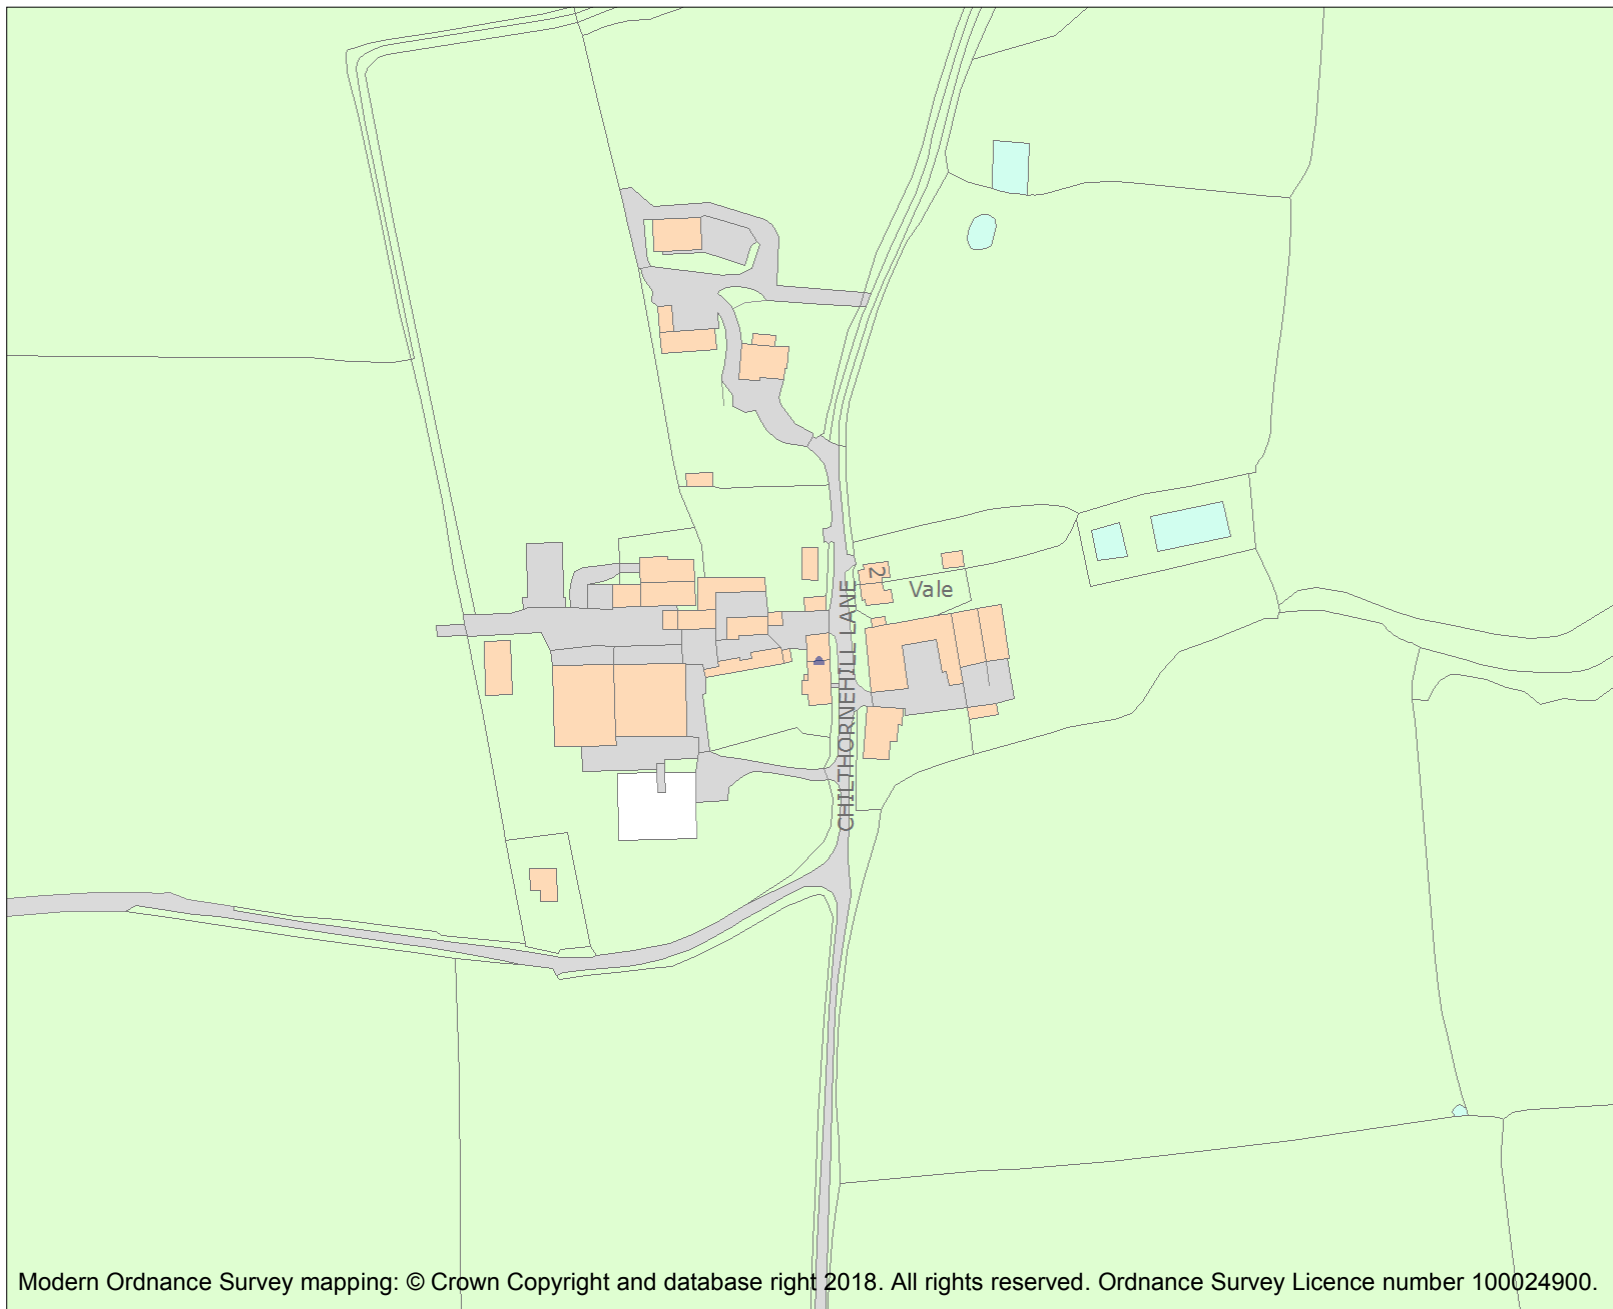 2
Vale
CHILTHORNEHILL LANE
Modern Ordnance Survey mapping: © Crown Copyright and database right 2018. All rights reserved. Ordnance Survey Licence number 100024900.